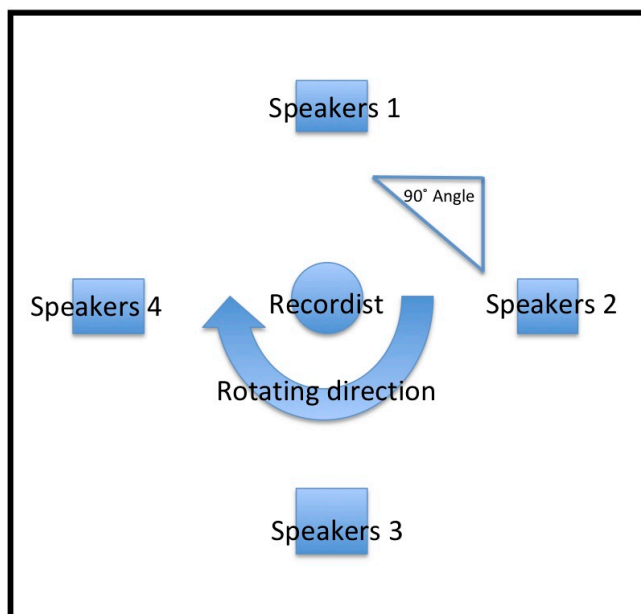 Speakers 1
90˚ Angle
Speakers 4
Recordist
Speakers 2
Rotating direction
Speakers 3